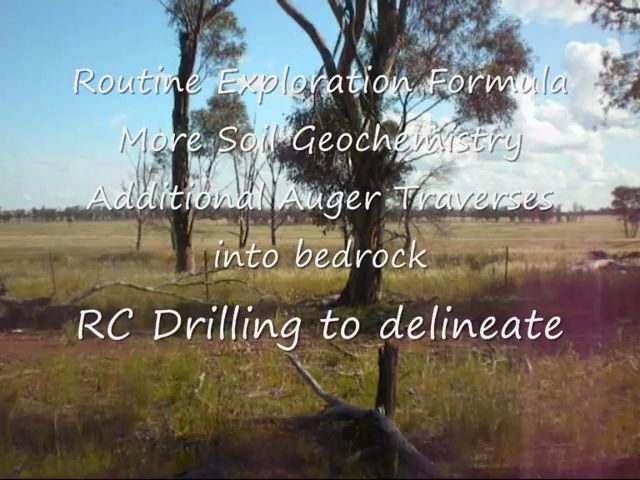 Routine Exploration Formula
More Soil Geochemistry
Additional Auger Traverses
into bedrock
RC Drilling to delineate